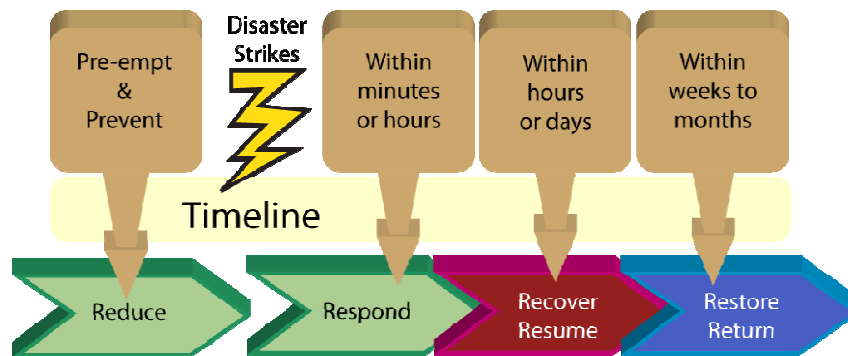 Pre-empt
&
Prevent
Disaster
Strikes
Within
minutes
or hours
Within
hours
or days
Within
weeks to
months
Timeline
Reduce
Respond
Recover
Resume
Restore
Return